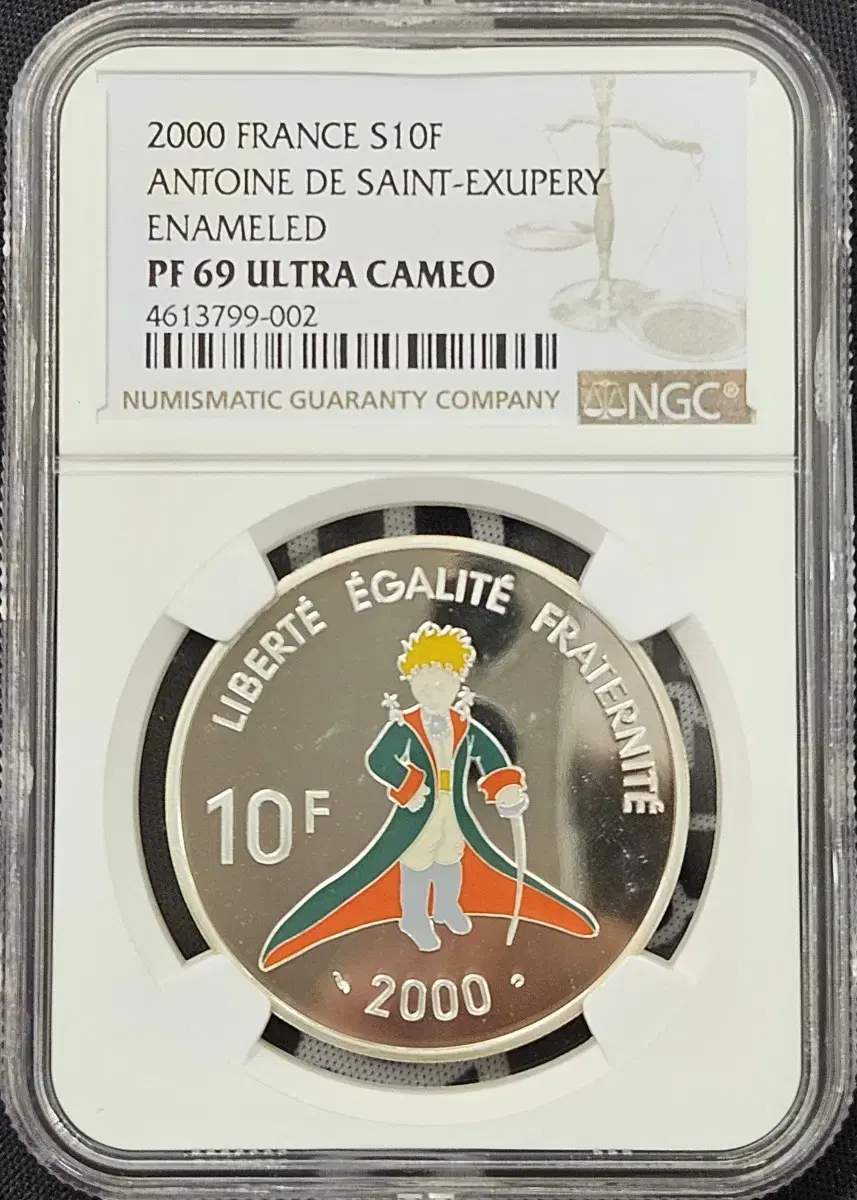 2000 FRANCE S10F
ANTOINE DE SAINT-EXUPERY
ENAMELED
PF 69 ULTRA CAMEO
4613799-002
NUMISMATIC GUARANTY COMPANY NGC®
LIBERTÉ ÉGALITÉ FRATERNITÉ
10F
2000